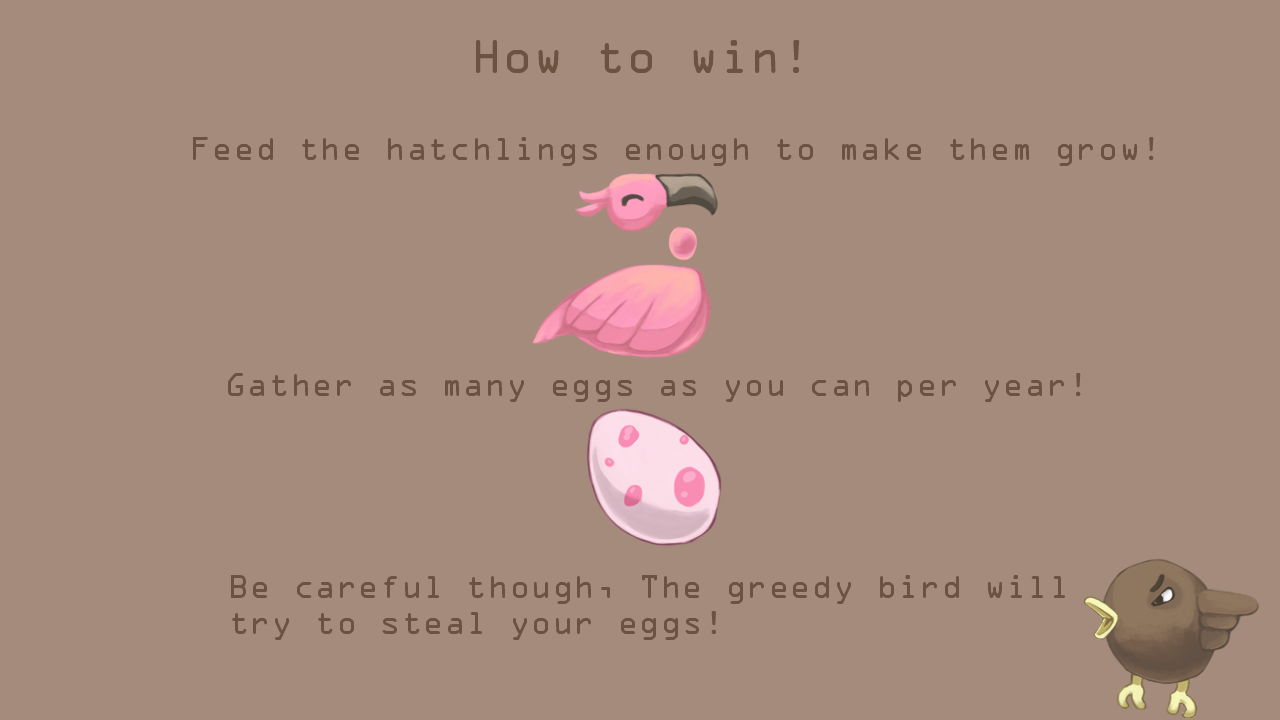 How to win!
Feed the hatchlings enough to make them grow!
Gather as many eggs as you can per year!
Be careful though, The greedy bird will
try to steal your eggs!